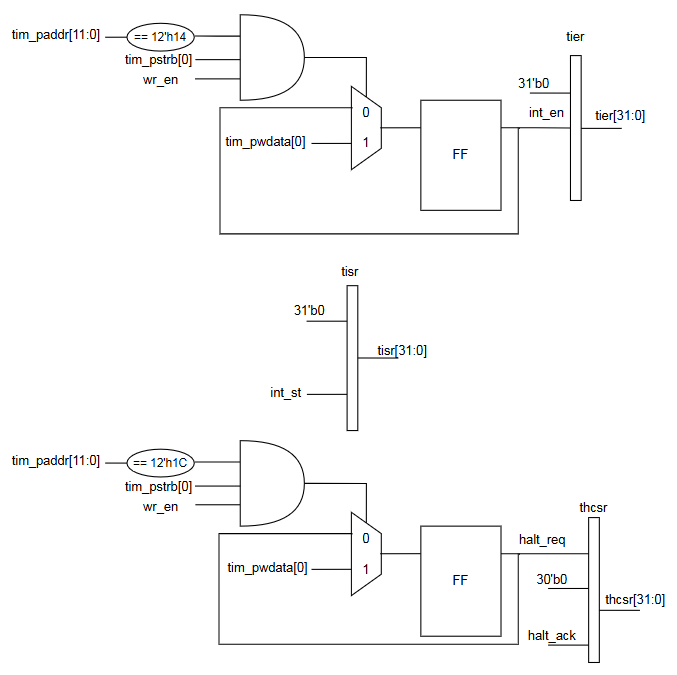 tim_paddr[11:0]
== 12'h14
tim_pstrb[0]
wr_en
tim_pwdata[0]
0
1
FF
tier
31'b0
int_en
tier[31:0]
tisr
31'b0
tisr[31:0]
int_st
tim_paddr[11:0]
== 12'h1C
tim_pstrb[0]
wr_en
tim_pwdata[0]
0
1
FF
thcsr
halt_req
30'b0
thcsr[31:0]
halt_ack